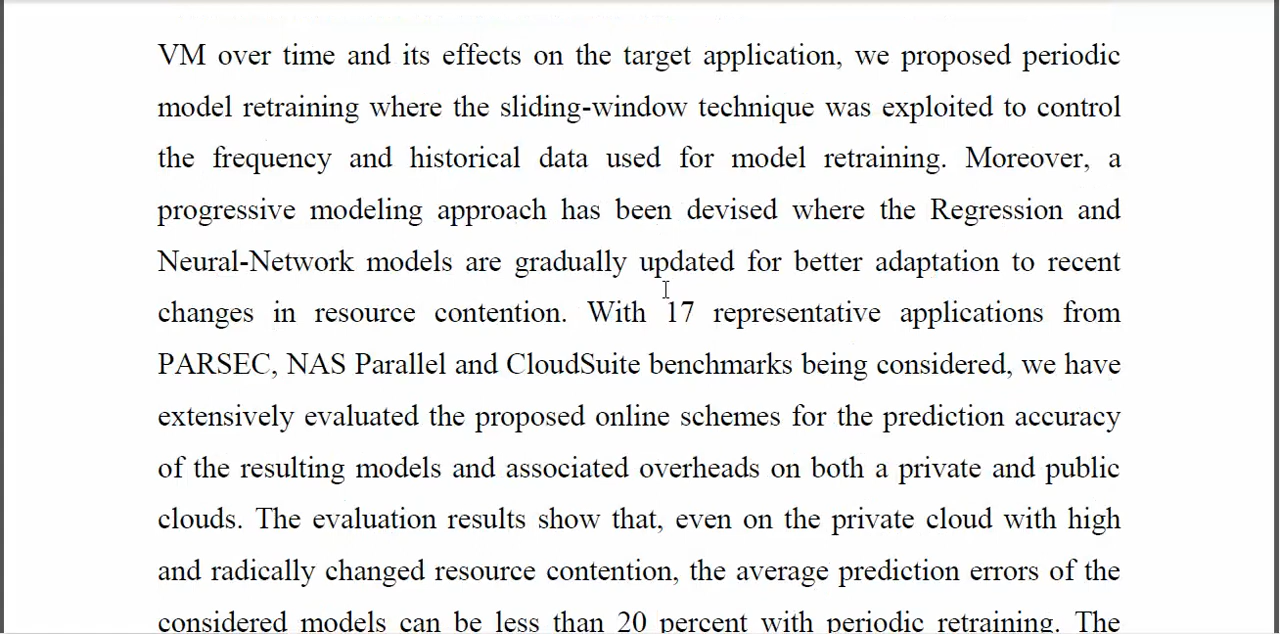 VM over time and its effects on the target application, we proposed periodic
model retraining where the sliding-window technique was exploited to control
the frequency and historical data used for model retraining. Moreover, a
progressive modeling approach has been devised where the Regression and
Neural-Network models are gradually updated for better adaptation to recent
changes in resource contention. With 17 representative applications from
PARSEC, NAS Parallel and CloudSuite benchmarks being considered, we have
extensively evaluated the proposed online schemes for the prediction accuracy
of the resulting models and associated overheads on both a private and public
clouds. The evaluation results show that, even on the private cloud with high
and radically changed resource contention, the average prediction errors of the
considered models can be less than 20 percent with periodic retraining. The